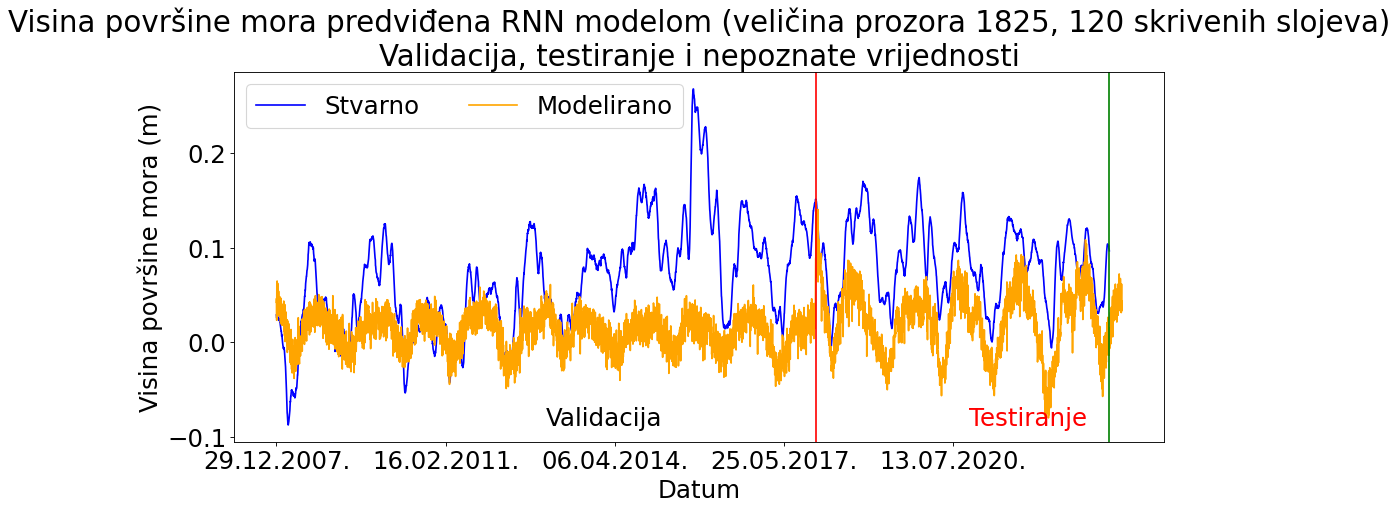 Visina površine mora predviđena RNN modelom (veličina prozora 1825, 120 skrivenih slojeva)
Validacija, testiranje i nepoznate vrijednosti
Stvarno
Modelirano
Visina površine mora (m)
0.2
0.1
0.0
−0.1
Validacija
Testiranje
29.12.2007.
16.02.2011.
06.04.2014.
25.05.2017.
13.07.2020.
Datum